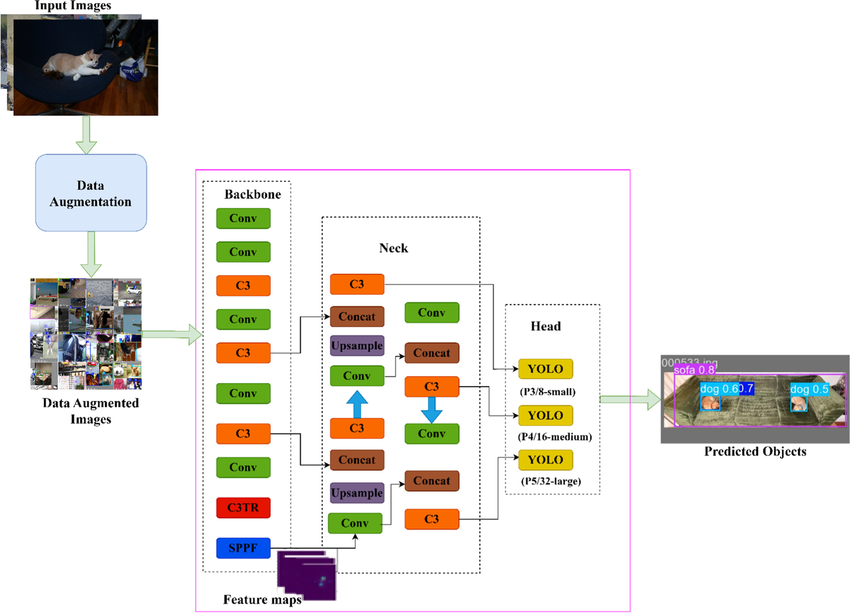 Input Images
Data
Augmentation
Data Augmented
Images
Backbone
Conv
Conv
C3
Conv
C3
Conv
C3
Conv
C3TR
SPPF
Feature maps
Neck
C3
Concat
Upsample
Conv
C3
Concat
Upsample
Conv
Conv
Concat
C3
Conv
Concat
C3
Head
YOLO
(P3/8-small)
YOLO
(P4/16-medium)
YOLO
(P5/32-large)
000533.jpg
sofa 0.8
dog 0.6
0.7
dog 0.5
Predicted Objects